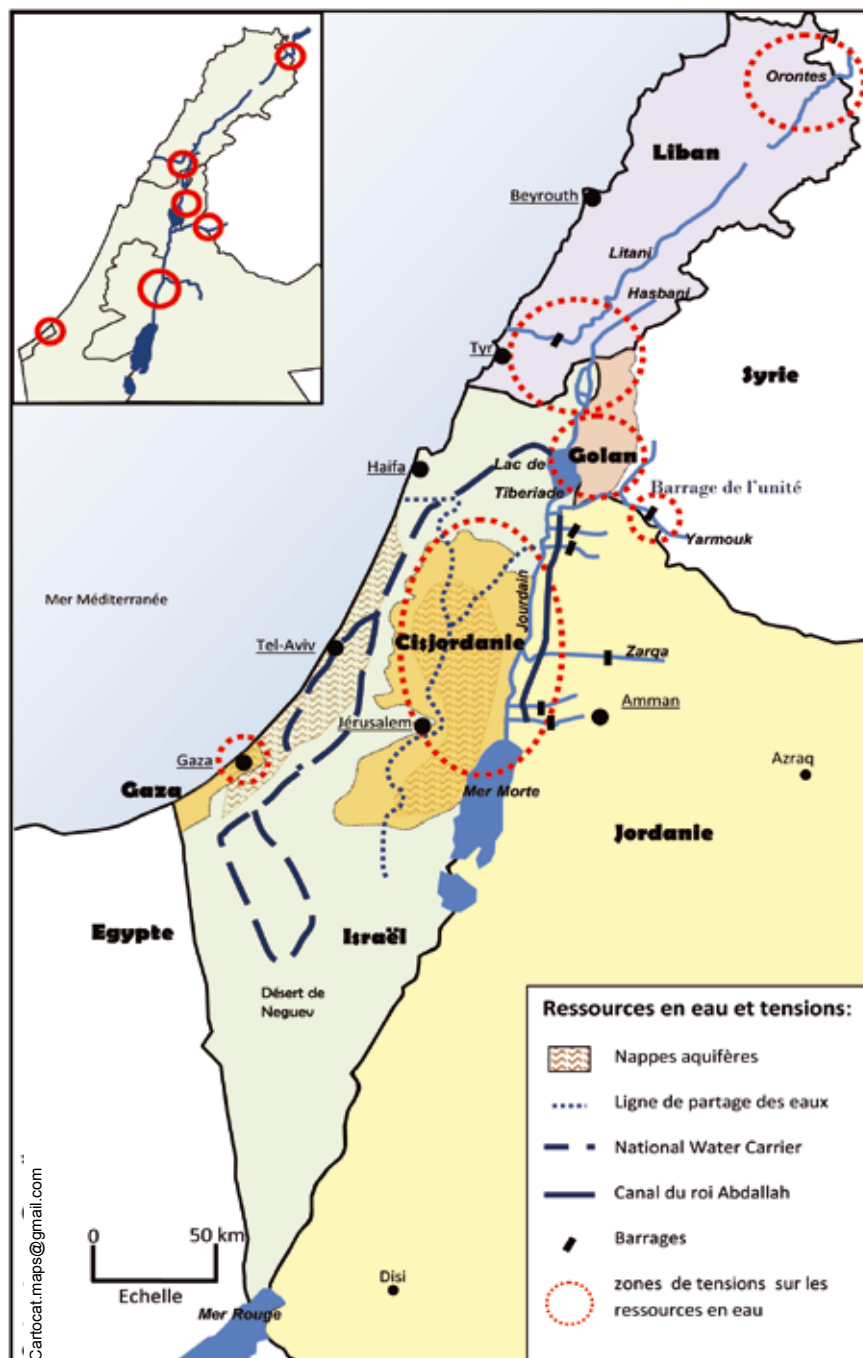 Orontes
Liban
Beyrouth
Litani
Hasbani
Tyr
Syrie
Golan
Haifa
Lac de
Tiberiade
Barrage de l'unité
Yarmouk
Mer Méditerranée
Jourdain
Cisjordanie
Tel-Aviv
Zarqa
Amman
Jérusalem
Gaza
Azraq
Gaza
Mer Morte
Jordanie
Egypte
Israël
Désert de
Neguev
Ressources en eau et tensions:
Nappes aquifères
Ligne de partage des eaux
National Water Carrier
Canal du roi Abdallah
Barrages
zones de tensions sur les
ressources en eau
0 50 km
Echelle
Disi
Mer Rouge
Cartocat.maps@gmail.com